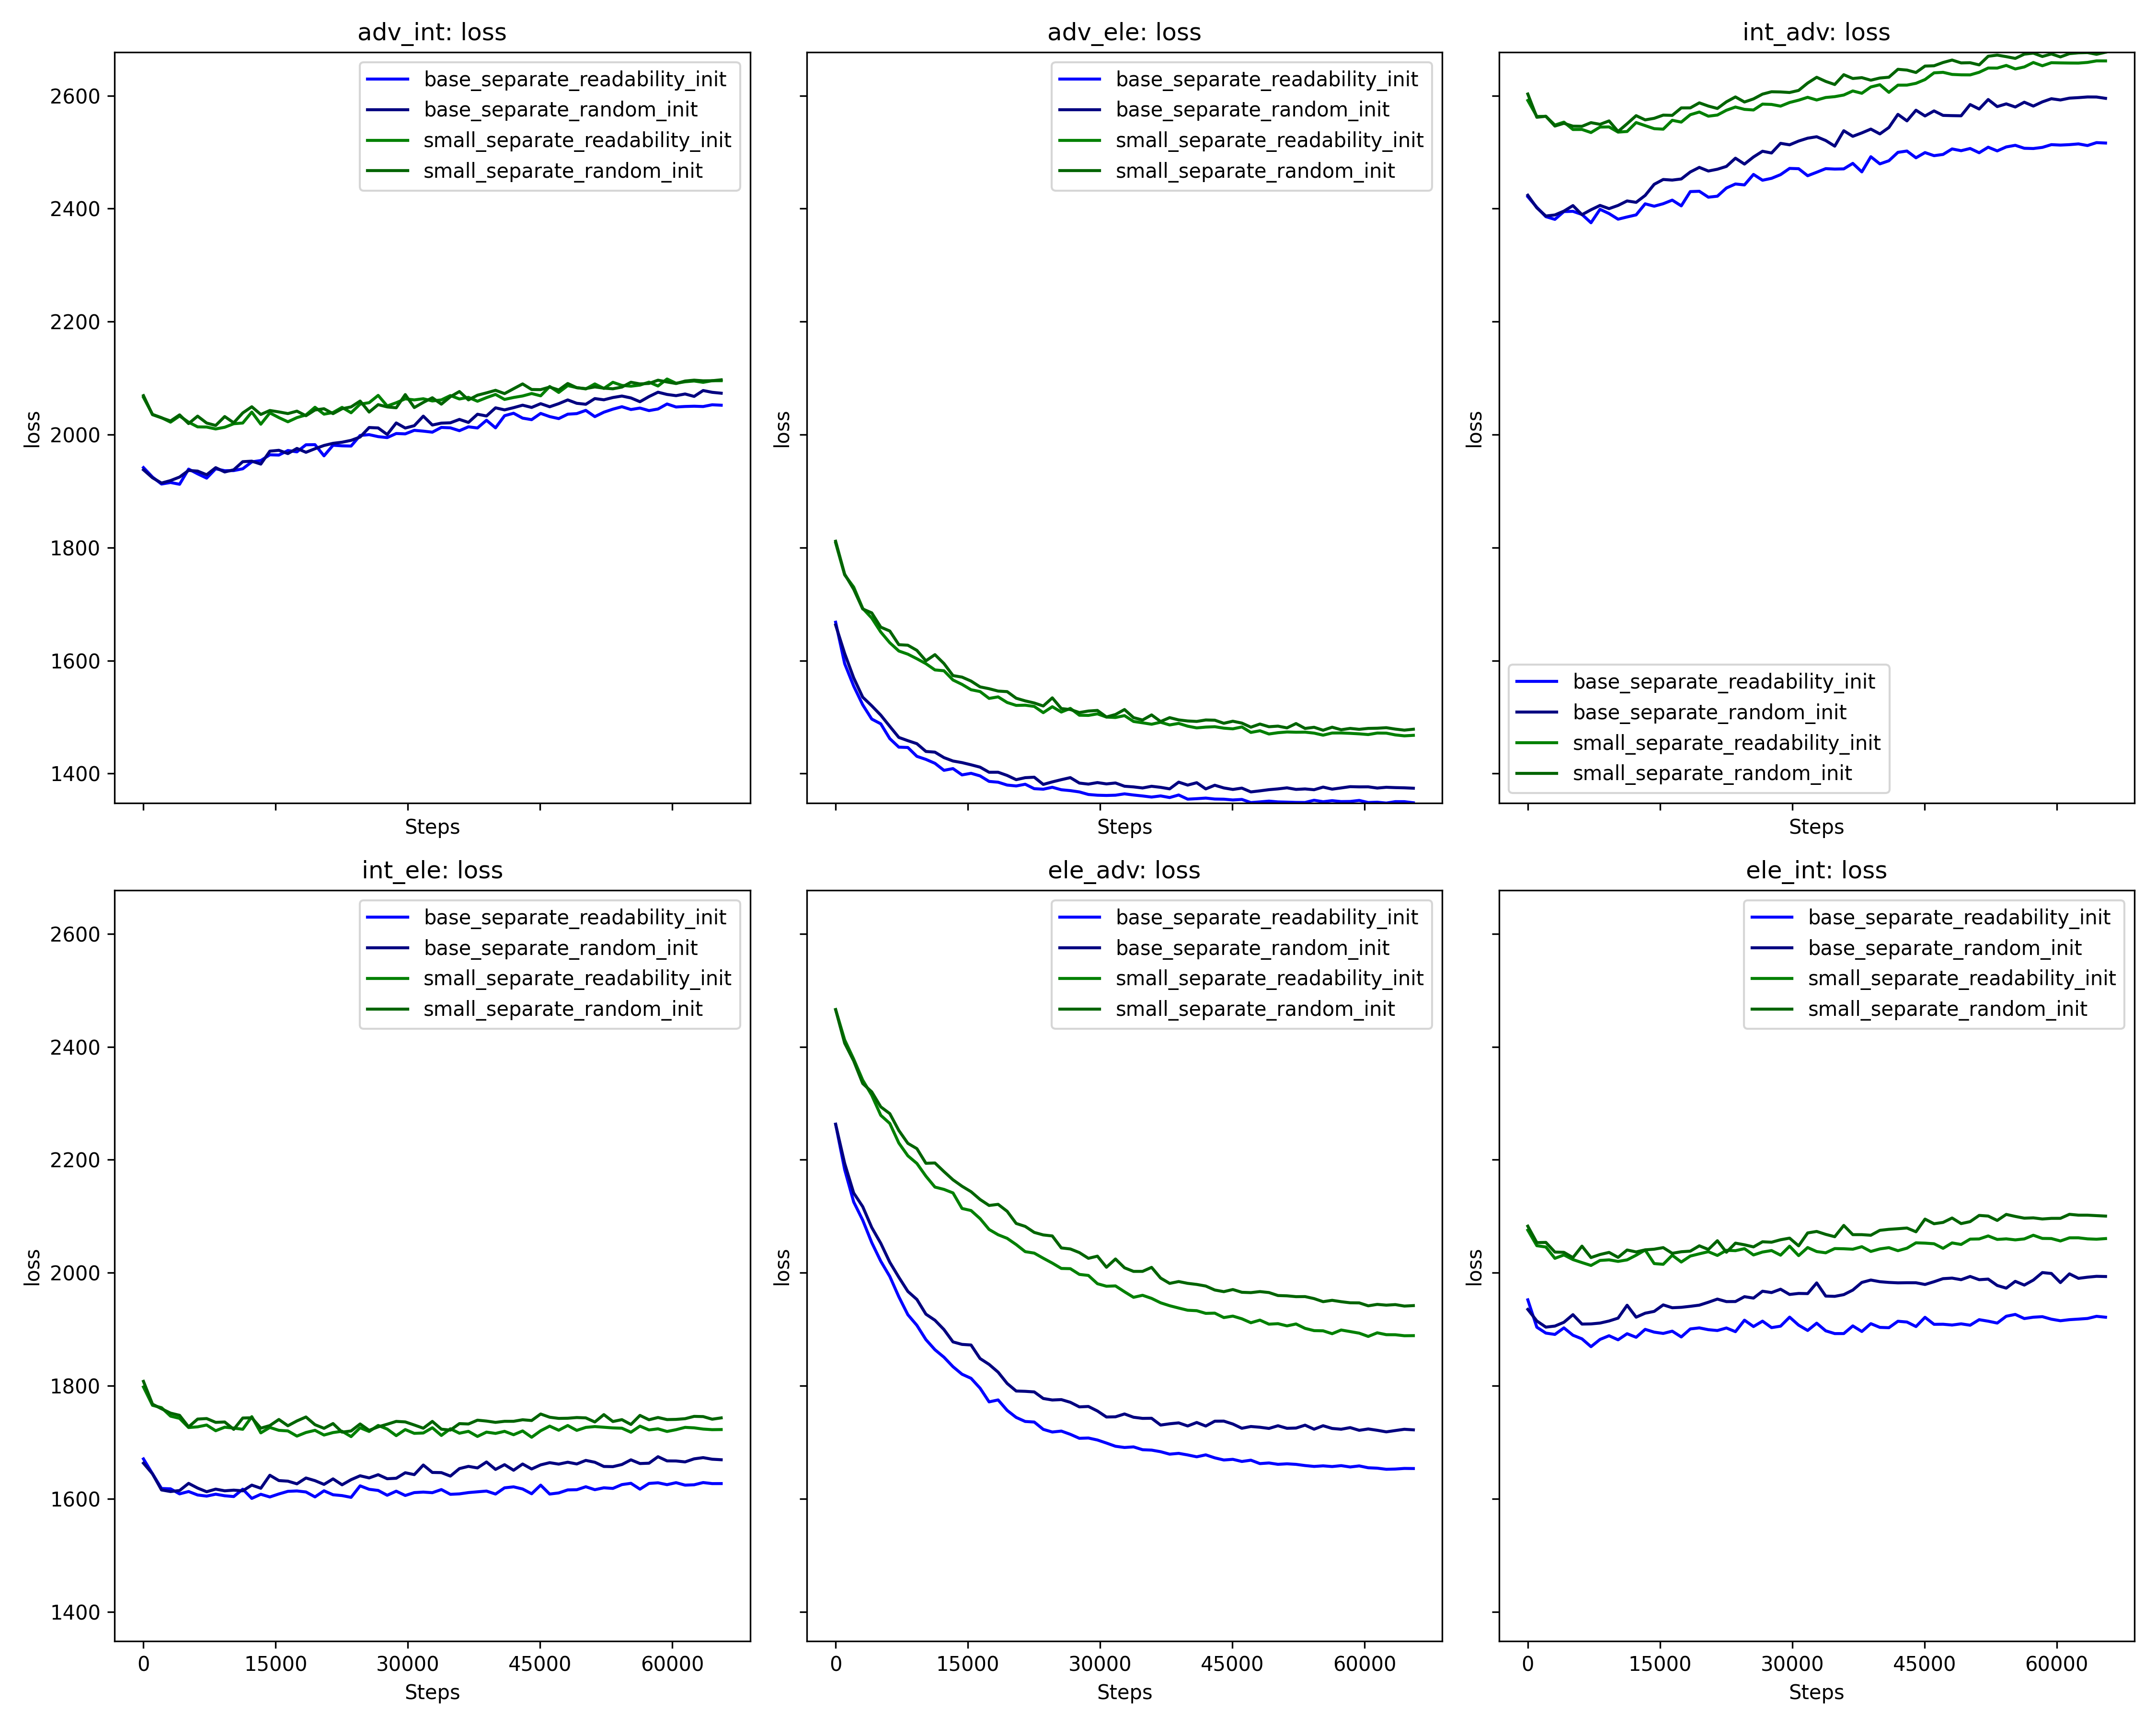 adv_int: loss
2600
2400
2200
2000
1800
1600
1400
loss
Steps
base_separate_readability_init
base_separate_random_init
small_separate_readability_init
small_separate_random_init
adv_ele: loss
loss
Steps
base_separate_readability_init
base_separate_random_init
small_separate_readability_init
small_separate_random_init
int_adv: loss
loss
Steps
base_separate_readability_init
base_separate_random_init
small_separate_readability_init
small_separate_random_init
int_ele: loss
2600
2400
2200
2000
1800
1600
1400
loss
base_separate_readability_init
base_separate_random_init
small_separate_readability_init
small_separate_random_init
0 15000 30000 45000 60000
Steps
ele_adv: loss
loss
base_separate_readability_init
base_separate_random_init
small_separate_readability_init
small_separate_random_init
0 15000 30000 45000 60000
Steps
ele_int: loss
loss
base_separate_readability_init
base_separate_random_init
small_separate_readability_init
small_separate_random_init
0 15000 30000 45000 60000
Steps